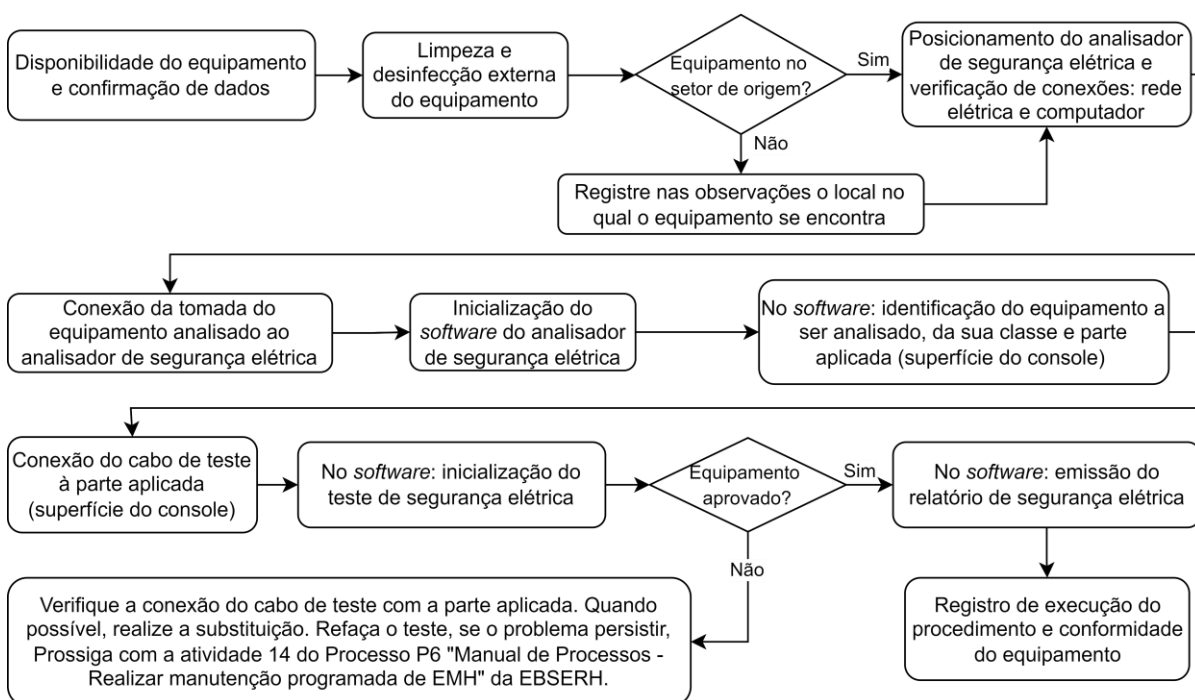 Disponibilidade do equipamento
e confirmação de dados
Limpeza e
desinfecção externa
do equipamento
Equipamento no
setor de origem?
Sim
Posicionamento do analisador
de segurança elétrica e
verificação de conexões: rede
elétrica e computador
Não
Registre nas observações o local no
qual o equipamento se encontra
Conexão da tomada do
equipamento analisado ao
analisador de segurança elétrica
Inicialização do
software do analisador
de segurança elétrica
No software: identificação do equipamento a
ser analisado, da sua classe e parte
aplicada (superfície do console)
Conexão do cabo de teste
à parte aplicada
(superfície do console)
No software: inicialização do
teste de segurança elétrica
Equipamento
aprovado?
Sim
No software: emissão do
relatório de segurança elétrica
Não
Verifique a conexão do cabo de teste com a parte aplicada. Quando
possível, realize a substituição. Refaça o teste, se o problema persistir,
Prossiga com a atividade 14 do Processo P6 "Manual de Processos -
Realizar manutenção programada de EMH" da EBSERH.
Registro de execução do
procedimento e conformidade
do equipamento